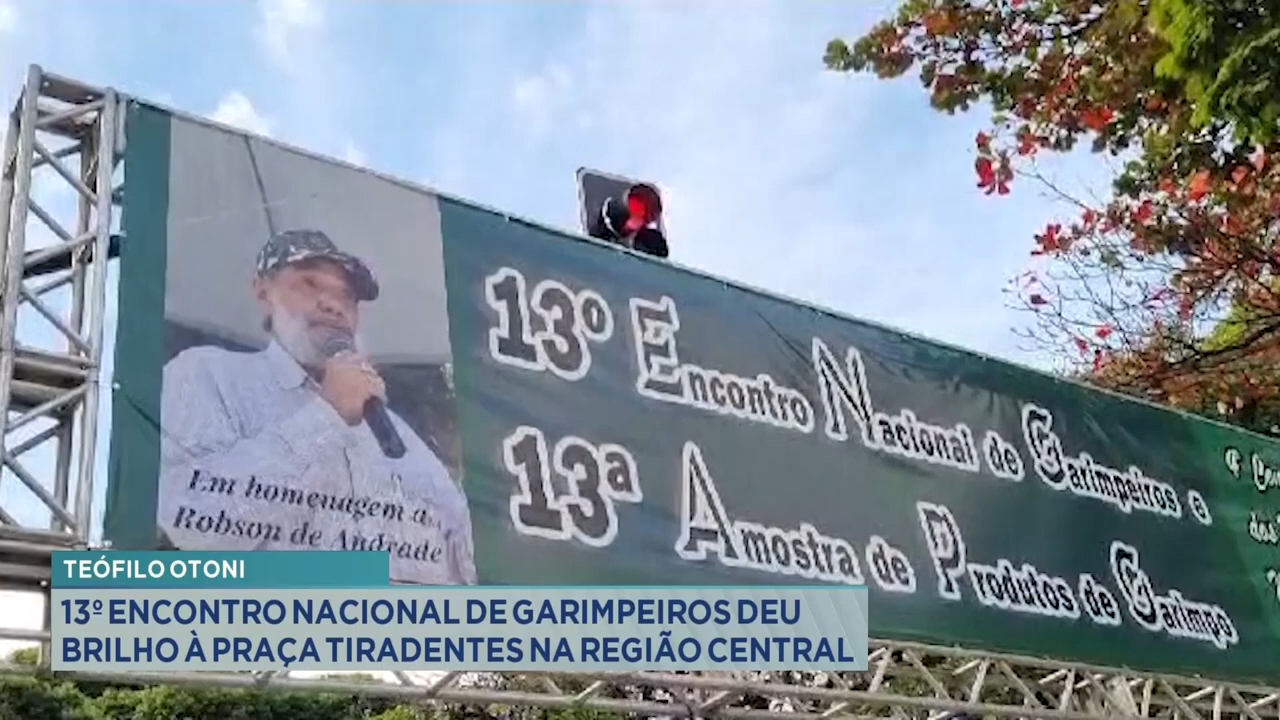 13º Encontro Nacional de Garimpeiros e
13ª Amostra de Produtos de Garimpo
Em homenagem a
Robson de Andrade
TEÓFILO OTONI
13º ENCONTRO NACIONAL DE GARIMPEIROS DEU
BRILHO À PRAÇA TIRADENTES NA REGIÃO CENTRAL